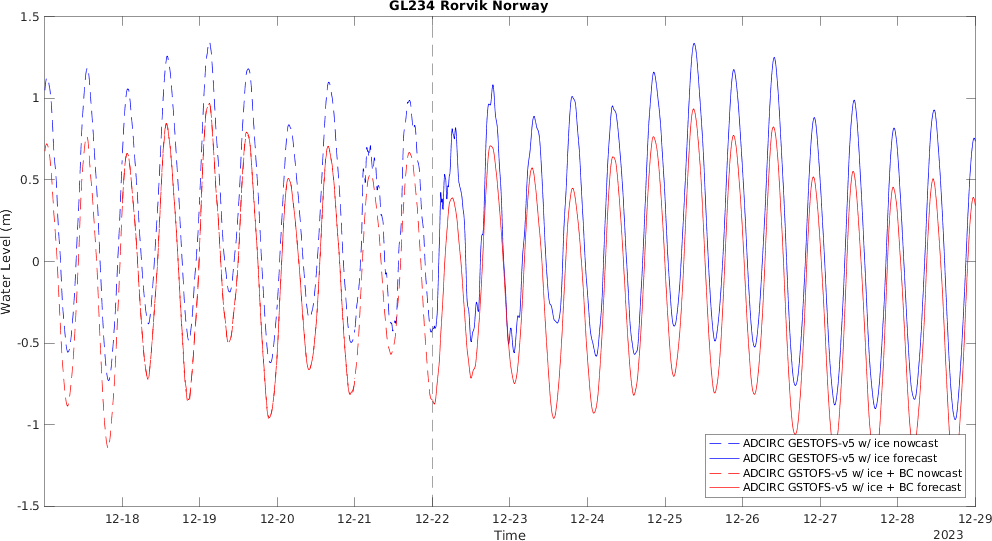 GL234 Rorvik Norway
1.5
1
0.5
0
-0.5
-1
-1.5
Water Level (m)
12-18 12-19 12-20 12-21 12-22 12-23 12-24 12-25 12-26 12-27 12-28 12-29
Time
2023
ADCIRC GESTOFS-v5 w/ ice nowcast
ADCIRC GESTOFS-v5 w/ ice forecast
ADCIRC GSTOFS-v5 w/ ice + BC nowcast
ADCIRC GSTOFS-v5 w/ ice + BC forecast